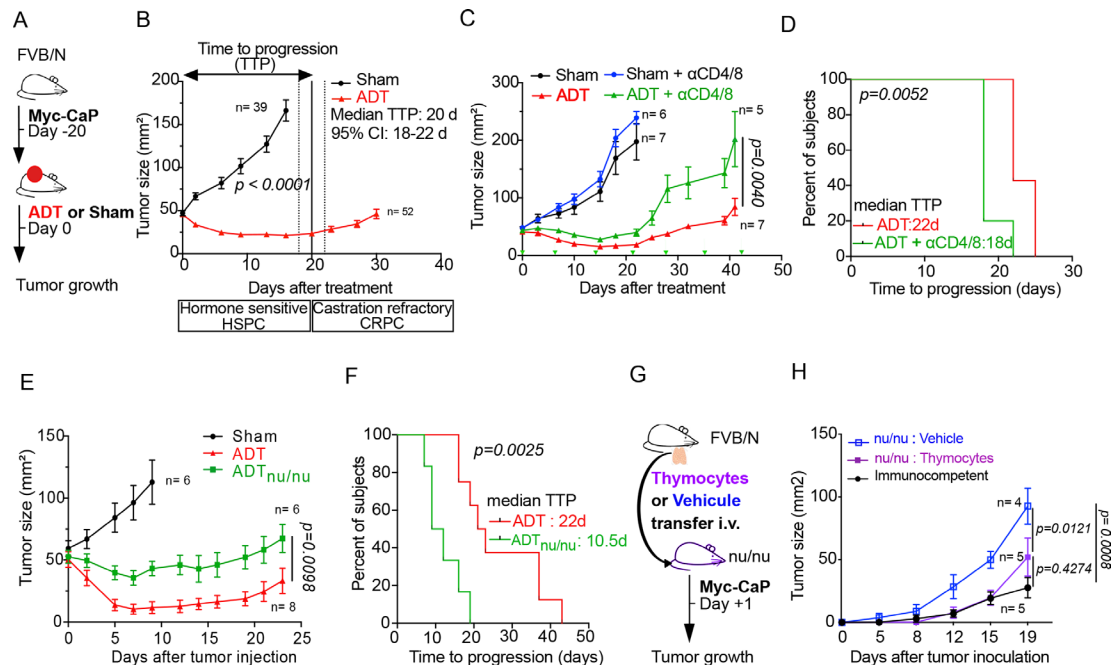 A
FVB/N
Myc-CaP
Day -20
ADT or Sham
Day 0
Tumor growth
B
Time to progression
(TTP)
Sham
ADT
n= 39
Median TTP: 20 d
95% CI: 18-22 d
p < 0.0001
n= 52
Tumor size (mm²)
200
150
100
50
0
0 10 20 30 40
Days after treatment
Hormone sensitive
HSPC
Castration refractory
CRPC
C
Sham
Sham + αCD4/8
ADT
ADT + αCD4/8
n= 6
n= 5
n= 7
p=0.0040
n= 7
Tumor size (mm²)
250
200
150
100
50
0
0 10 20 30 40 50
Days after treatment
D
p=0.0052
median TTP
ADT:22d
ADT + αCD4/8:18d
Percent of subjects
100
80
60
40
20
0
0 10 20 30
Time to progression (days)
E
Sham
ADT
ADTnu/nu
n= 6
n= 6
p=0.0098
n= 8
Tumor size (mm²)
150
100
50
0
0 5 10 15 20 25
Days after tumor injection
F
p=0.0025
median TTP
ADT : 22d
ADTnu/nu : 10.5d
Percent of subjects
100
80
60
40
20
0
0 10 20 30 40 50
Time to progression (days)
G
FVB/N
Thymocytes
or Vehicule
transfer i.v.
nu/nu
Myc-CaP
Day +1
Tumor growth
H
nu/nu : Vehicle
nu/nu : Thymocytes
Immunocompetent
n= 4
p=0.0121
n= 5
p=0.4274
n= 5
p= 0.0008
Tumor size (mm2)
150
100
50
0
0 5 8 12 15 19
Days after tumor inoculation